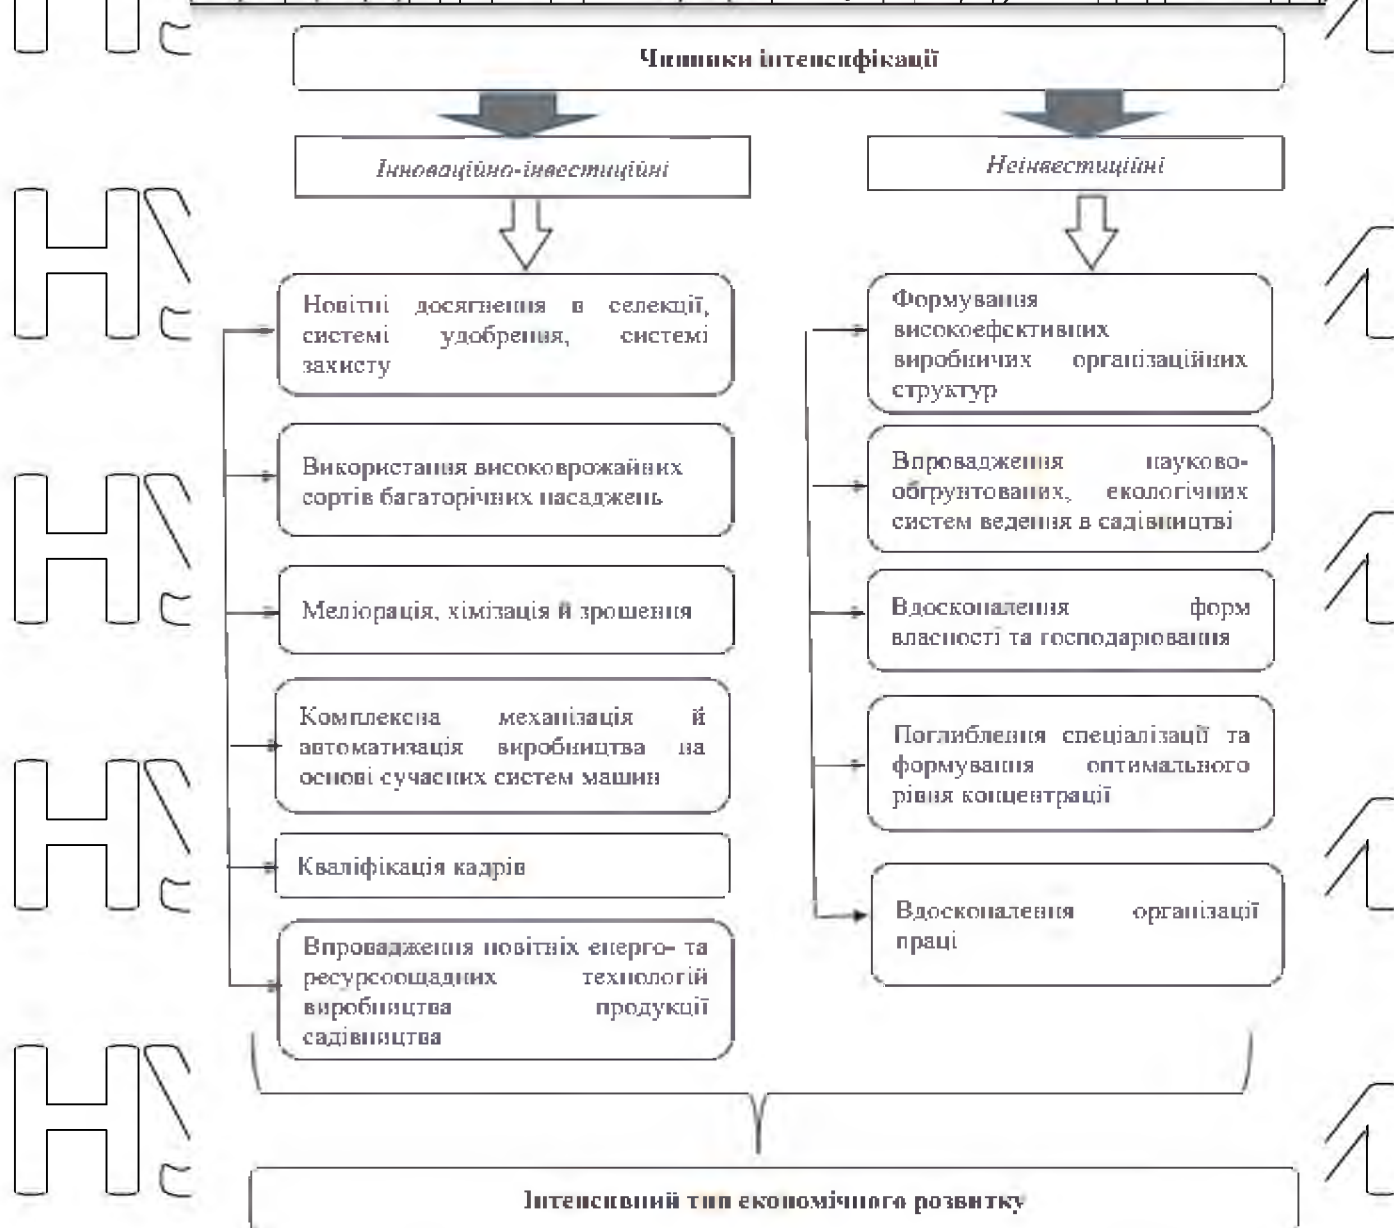 Чинники інтенсифікації
Інноваційно-інвестиційні
Новітні досягнення в селекції,
системі удобрення, системі
захисту
Використання високоврожайних
сортів багаторічних насаджень
Меліорація, хімізація й зрошення
Комплексна механізація й
автоматизація виробництва на
основі сучасних систем машин
Кваліфікація кадрів
Впровадження новітніх енерго- та
ресурсоощадних технологій
виробництва продукції
садівництва
Неінвестиційні
Формування
високоефективних
виробничих організаційних
структур
Впровадження науково-
обгрунтованих, екологічних
систем ведення в садівництві
Вдосконалення форм
власності та господарювання
Поглиблення спеціалізації та
формування оптимального
рівня концентрації
Вдосконалення організації
праці
Інтенсивний тип економічного розвитку